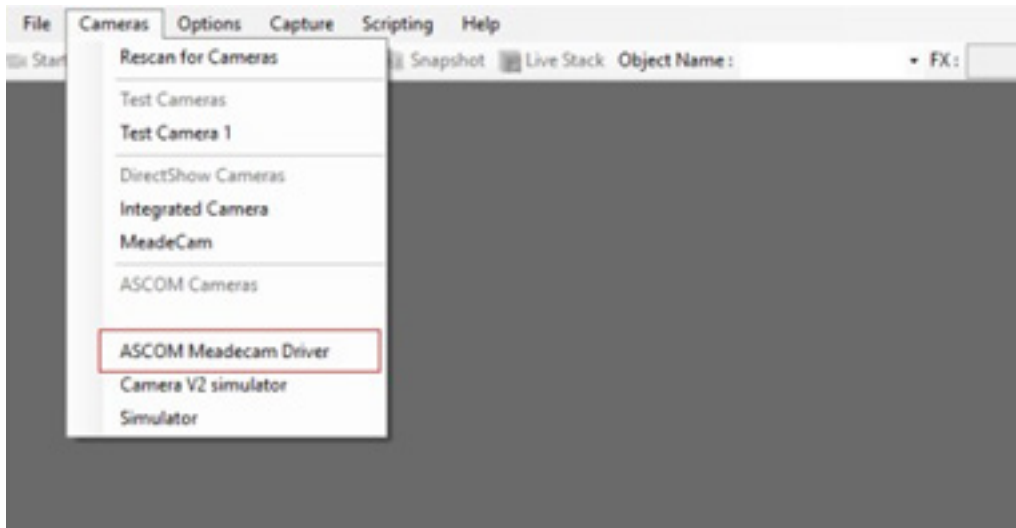 File Cameras Options Capture Scripting Help
Star Snapshot Live Stack Object Name : FX :
Rescan for Cameras
Test Cameras
Test Camera 1
DirectShow Cameras
Integrated Camera
MeadeCam
ASCOM Cameras
ASCOM Meadecam Driver
Camera V2 simulator
Simulator